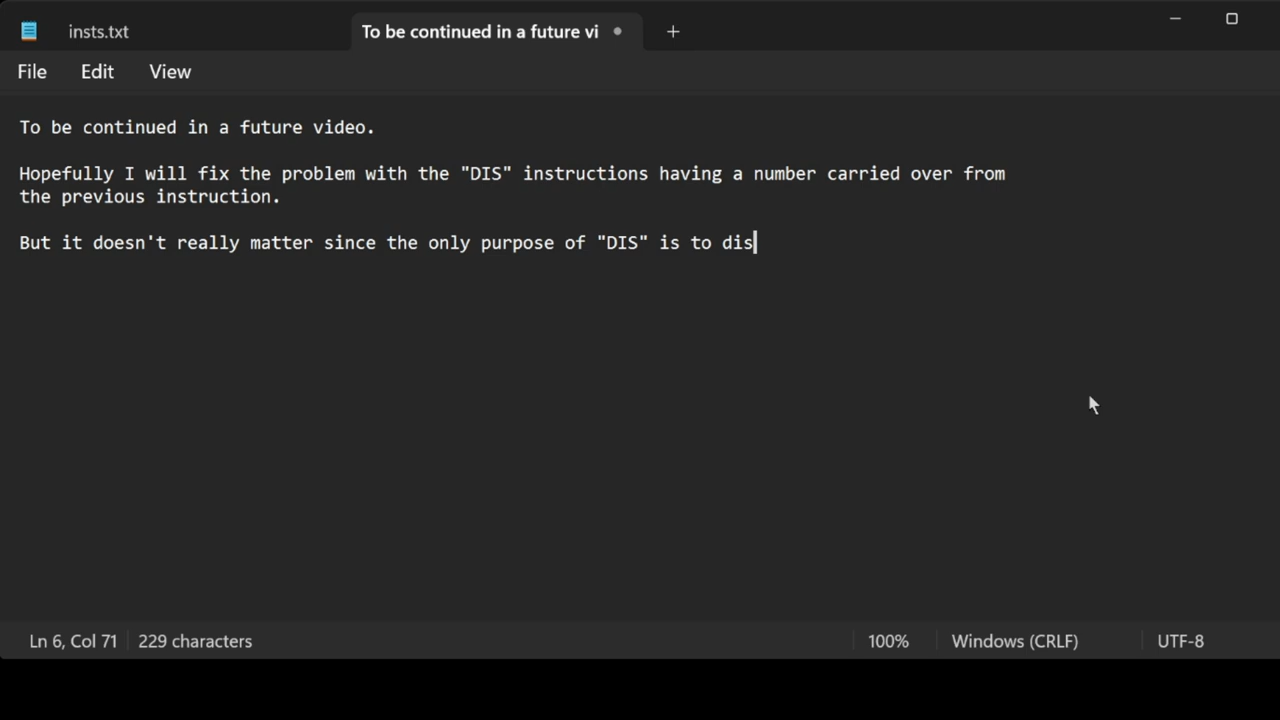 insts.txt
To be continued in a future vi
File Edit View
To be continued in a future video.
Hopefully I will fix the problem with the "DIS" instructions having a number carried over from
the previous instruction.
But it doesn't really matter since the only purpose of "DIS" is to dis
Ln 6, Col 71 229 characters 100% Windows (CRLF) UTF-8